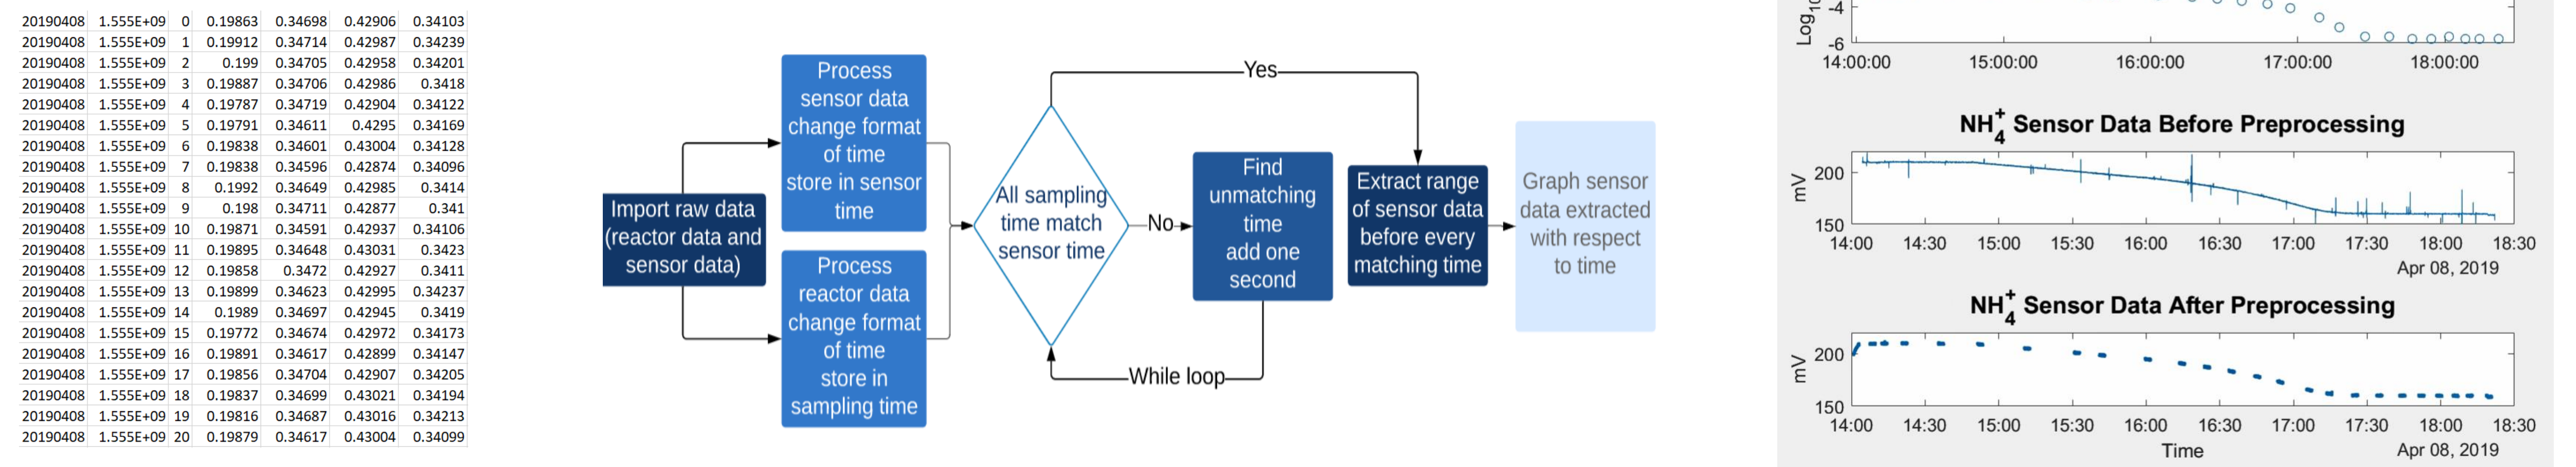 20190408 1.555E+09 0 0.19863 0.34698 0.42906 0.34103
20190408 1.555E+09 1 0.19912 0.34714 0.42987 0.34239
20190408 1.555E+09 2 0.199 0.34705 0.42958 0.34201
20190408 1.555E+09 3 0.19887 0.34706 0.42986 0.3418
20190408 1.555E+09 4 0.19787 0.34719 0.42904 0.34122
20190408 1.555E+09 5 0.19791 0.34611 0.4295 0.34169
20190408 1.555E+09 6 0.19838 0.34601 0.43004 0.34128
20190408 1.555E+09 7 0.19838 0.34596 0.42874 0.34096
20190408 1.555E+09 8 0.1992 0.34649 0.42985 0.3414
20190408 1.555E+09 9 0.198 0.34711 0.42877 0.341
20190408 1.555E+09 10 0.19871 0.34591 0.42937 0.34106
20190408 1.555E+09 11 0.19895 0.34648 0.43031 0.3423
20190408 1.555E+09 12 0.19858 0.3472 0.42927 0.3411
20190408 1.555E+09 13 0.19899 0.34623 0.42995 0.34237
20190408 1.555E+09 14 0.1989 0.34697 0.42945 0.3419
20190408 1.555E+09 15 0.19772 0.34674 0.42972 0.34173
20190408 1.555E+09 16 0.19891 0.34617 0.42899 0.34147
20190408 1.555E+09 17 0.19856 0.34704 0.42907 0.34205
20190408 1.555E+09 18 0.19837 0.34699 0.43021 0.34194
20190408 1.555E+09 19 0.19816 0.34687 0.43016 0.34213
20190408 1.555E+09 20 0.19879 0.34617 0.43004 0.34099
Import raw data
(reactor data and
sensor data)
Process
sensor data
change format
of time
store in sensor
time
Process
reactor data
change format
of time
store in
sampling time
All sampling
time match
sensor time
Yes
No
Find
unmatching
time
add one
second
While loop
Extract range
of sensor data
before every
matching time
Graph sensor
data extracted
with respect
to time
Log10
-4
-6
14:00:00 15:00:00 16:00:00 17:00:00 18:00:00
NH4+ Sensor Data Before Preprocessing
mV
200
150
14:00 14:30 15:00 15:30 16:00 16:30 17:00 17:30 18:00 18:30
Apr 08, 2019
NH4+ Sensor Data After Preprocessing
mV
200
150
14:00 14:30 15:00 15:30 16:00 16:30 17:00 17:30 18:00 18:30
Time
Apr 08, 2019